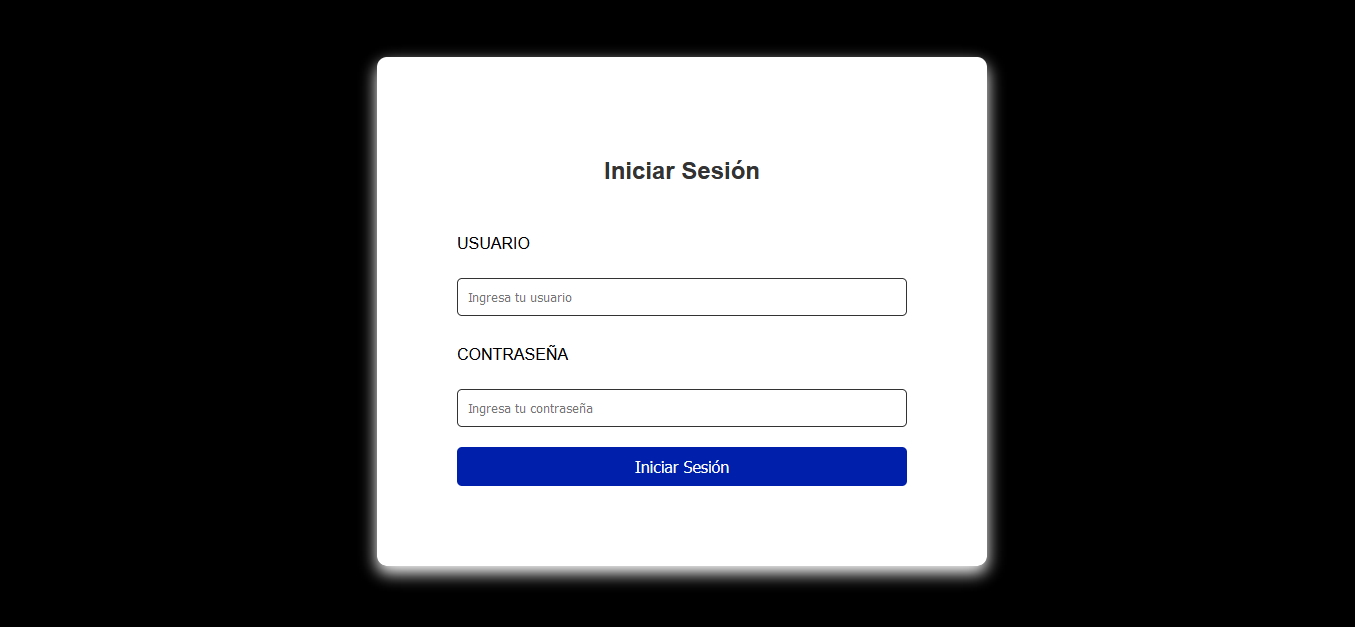 Iniciar Sesión
USUARIO
Ingresa tu usuario
CONTRASEÑA
Ingresa tu contraseña
Iniciar Sesión